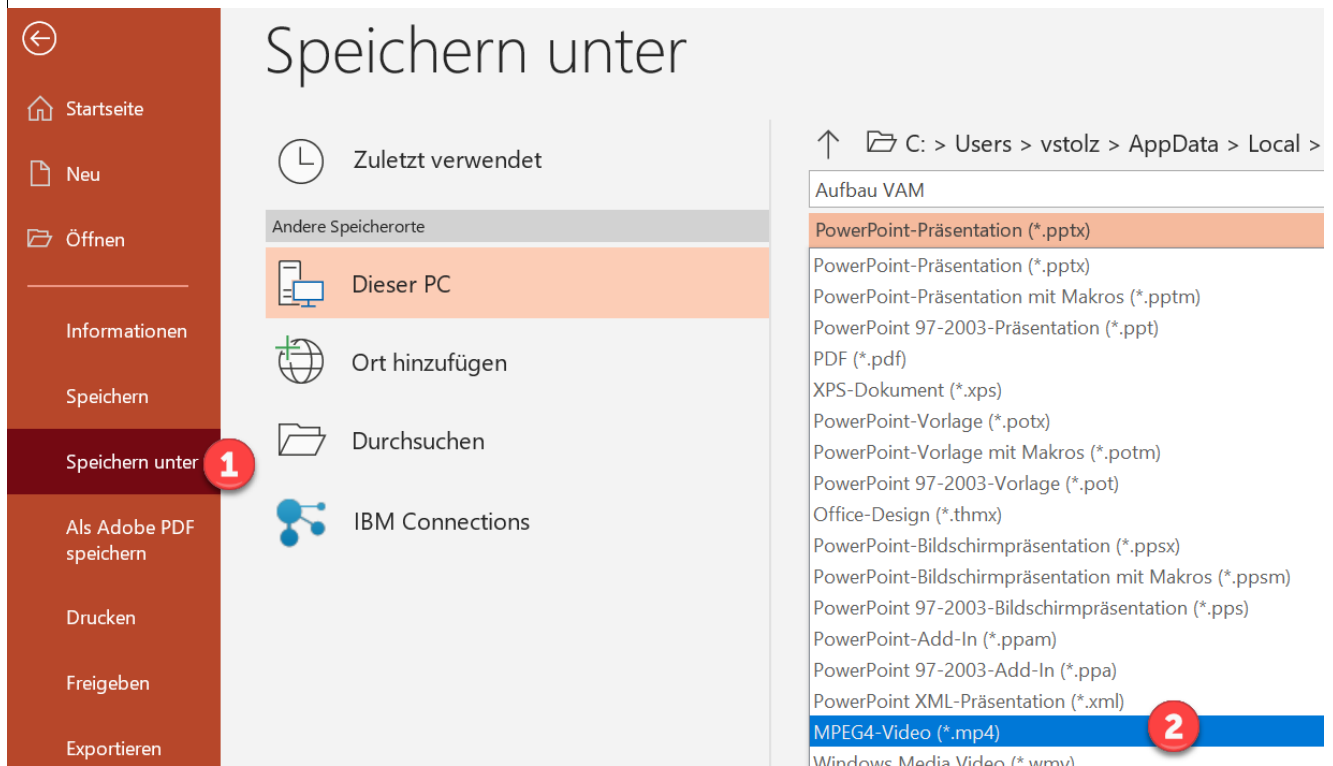 Speichern unter
Startseite
Neu
Öffnen
Informationen
Speichern
Speichern unter
1
Als Adobe PDF
speichern
Drucken
Freigeben
Exportieren
Zuletzt verwendet
Andere Speicherorte
Dieser PC
Ort hinzufügen
Durchsuchen
IBM Connections
C: > Users > vstolz > AppData > Local >
Aufbau VAM
PowerPoint-Präsentation (*.pptx)
PowerPoint-Präsentation (*.pptx)
PowerPoint-Präsentation mit Makros (*.pptm)
PowerPoint 97-2003-Präsentation (*.ppt)
PDF (*.pdf)
XPS-Dokument (*.xps)
PowerPoint-Vorlage (*.potx)
PowerPoint-Vorlage mit Makros (*.potm)
PowerPoint 97-2003-Vorlage (*.pot)
Office-Design (*.thmx)
PowerPoint-Bildschirmpräsentation (*.ppsx)
PowerPoint-Bildschirmpräsentation mit Makros (*.ppsm)
PowerPoint 97-2003-Bildschirmpräsentation (*.pps)
PowerPoint-Add-In (*.ppam)
PowerPoint 97-2003-Add-In (*.ppa)
PowerPoint XML-Präsentation (*.xml)
MPEG4-Video (*.mp4)
2
Windows Media Video (*.wmv)